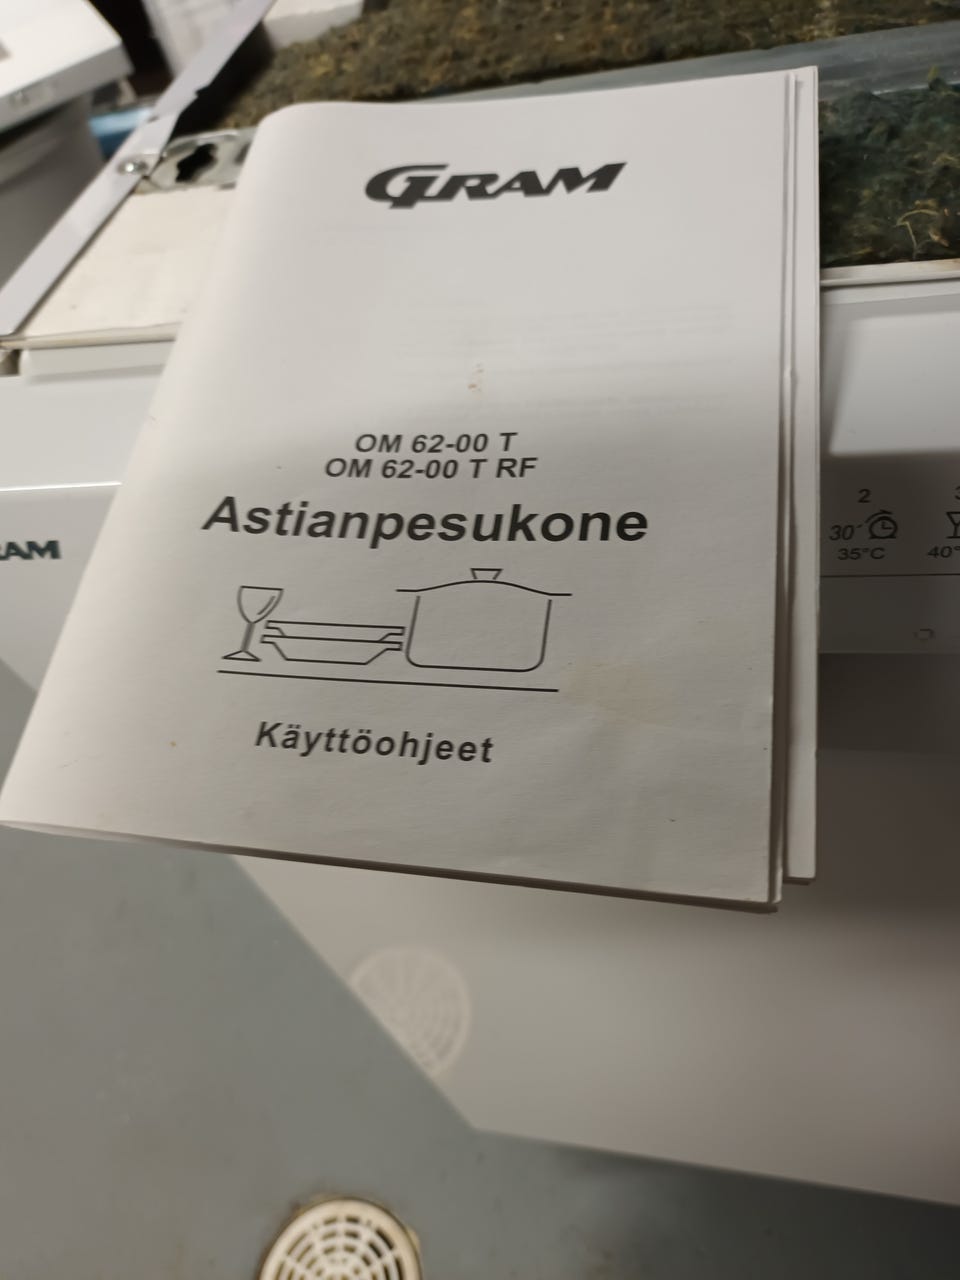 GRAM
OM 62-00 T
OM 62-00 T RF
Astianpesukone
Käyttöohjeet
RAM
2
30´
35°C
40°